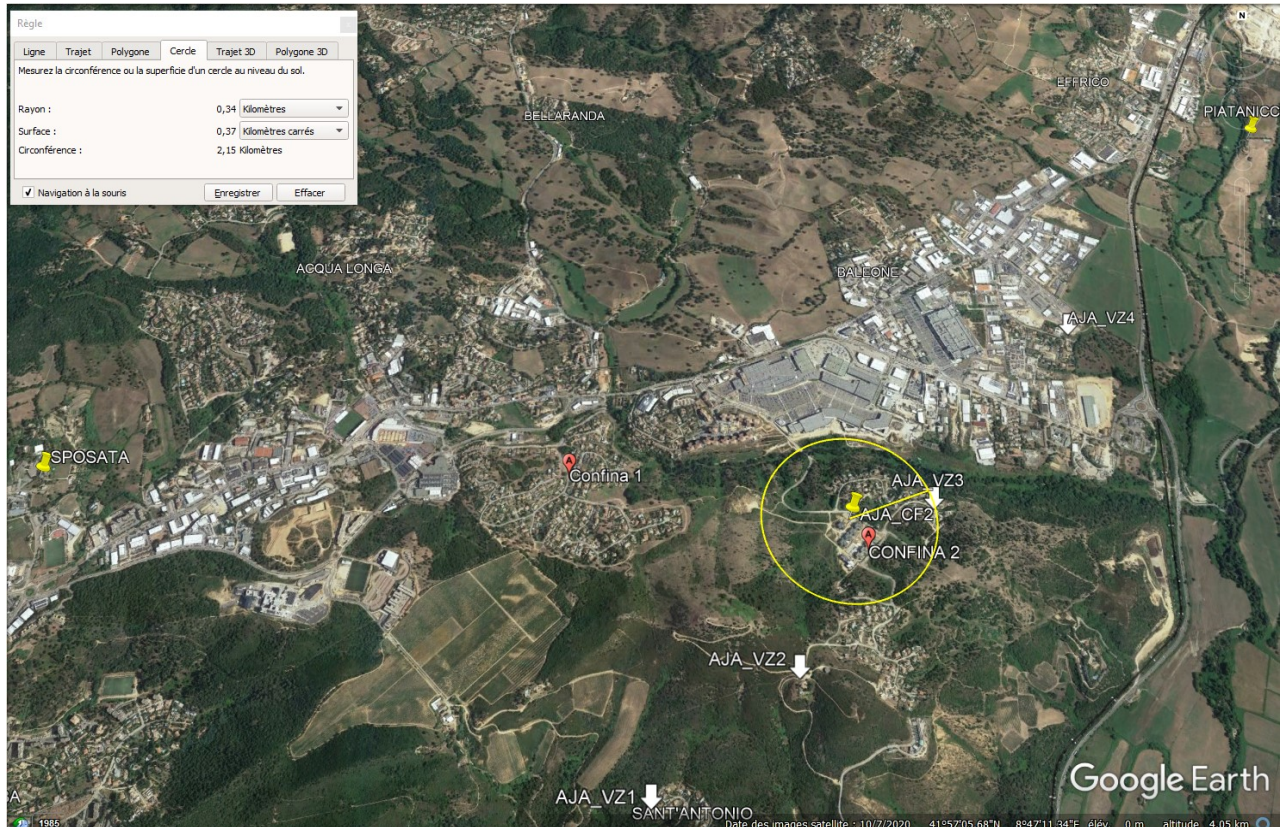 Règle
Ligne Trajet Polygone Cercle Trajet 3D Polygone 3D
Mesurez la circonférence ou la superficie d'un cercle au niveau du sol.
Rayon : 0,34 Kilomètres
Surface : 0,37 Kilomètres carrés
Circonférence : 2,15 Kilomètres
Navigation à la souris Enregistrer Effacer
N
EFFRICO
PIATANICC
BELLARANDA
ACQUA LONGA
BALEONE
AJA_VZ4
SPOSATA
Confina 1
AJA_VZ3
AJA_CF2
CONFINA 2
AJA_VZ2
Google Earth
AJA_VZ1
SANT'ANTONIO
A
1985
Date des images satellite : 10/7/2020 41°57'05.68"N 8°47'11.34"E élév. 0 m altitude 4.05 km